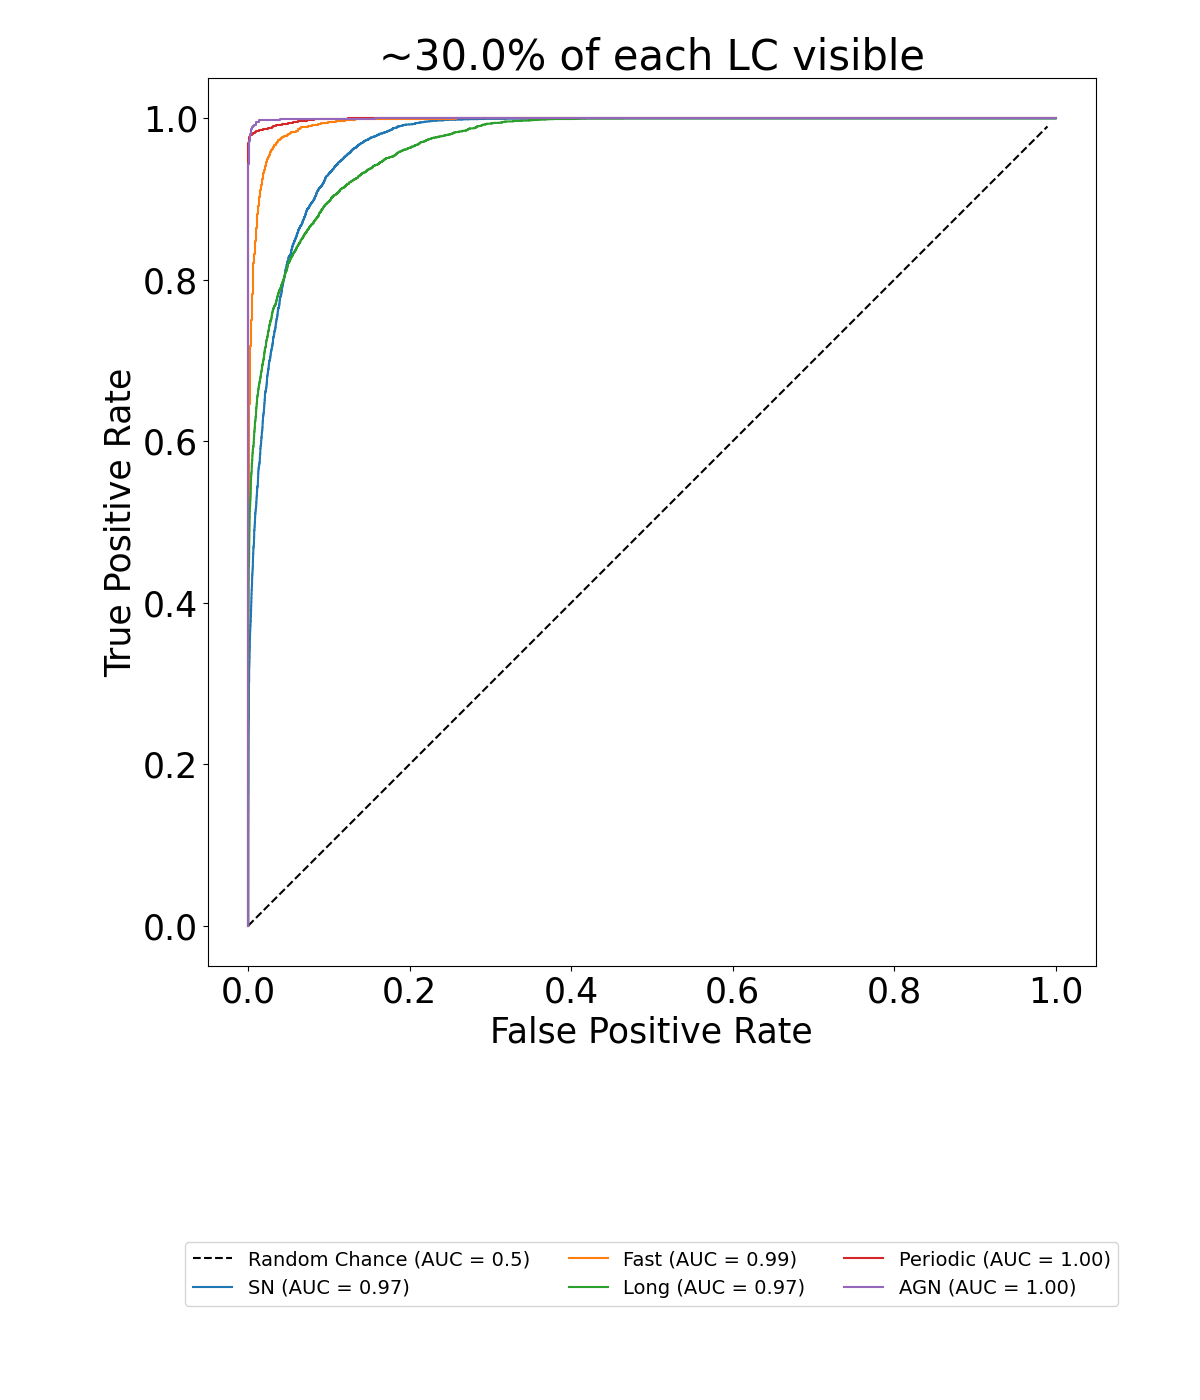 ~30.0% of each LC visible
True Positive Rate
1.0
0.8
0.6
0.4
0.2
0.0
0.0 0.2 0.4 0.6 0.8 1.0
False Positive Rate
Random Chance (AUC = 0.5) Fast (AUC = 0.99) Periodic (AUC = 1.00)
SN (AUC = 0.97) Long (AUC = 0.97) AGN (AUC = 1.00)